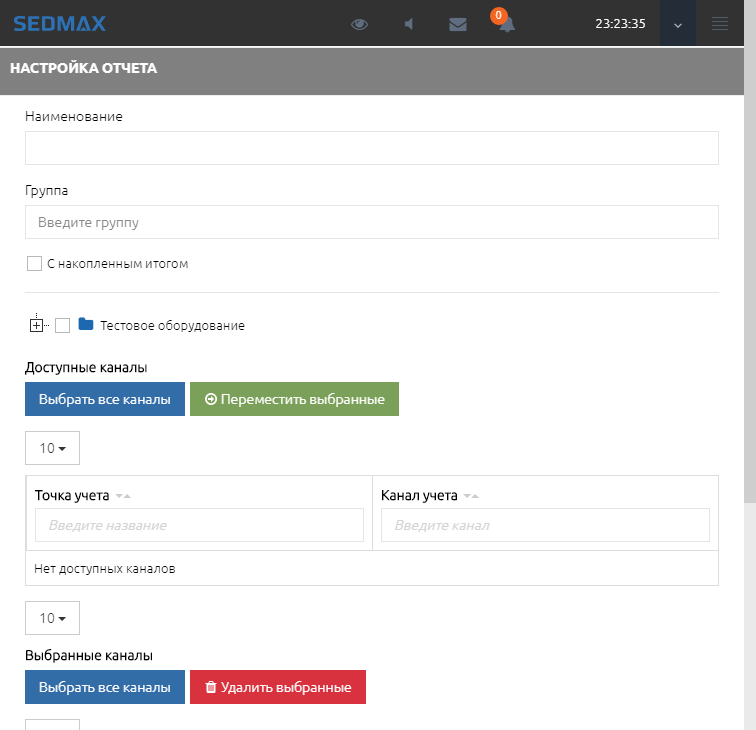 SEDMAX
0
23:23:35
НАСТРОЙКА ОТЧЕТА
Наименование
Группа
Введите группу
С накопленным итогом
Тестовое оборудование
Доступные каналы
Выбрать все каналы Переместить выбранные
10
Точка учета Канал учета
Введите название Введите канал
Нет доступных каналов
10
Выбранные каналы
Выбрать все каналы Удалить выбранные